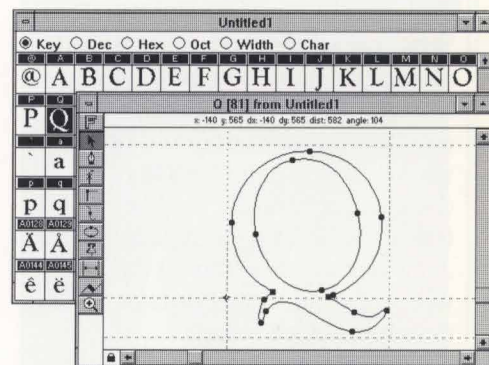 Untitled1
Key Dec Hex Oct Width Char
@ A B C D E F G H I J K L M N O
@ A B C D E F G H I J K L M N O
P Q
P Q
Q [81] from Untitled1
x: -140 y: 565 dx: -140 dy: 565 dist: 582 angle: 104
` a
` a
p q
p q
A0128 A0129
Ä Å
A0144 A0145
ê ë